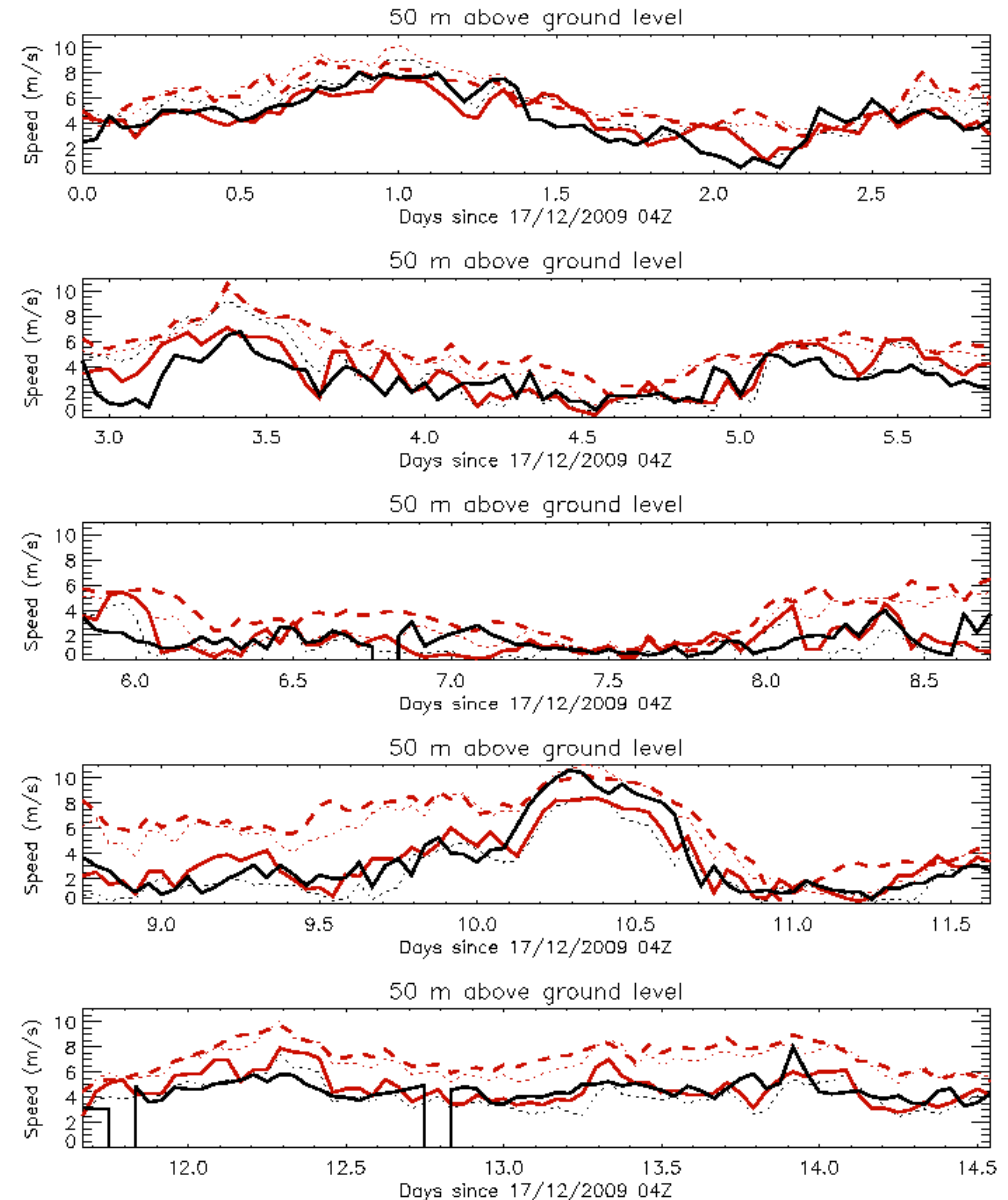 50 m above ground level
Speed (m/s)
10
8
6
4
2
0
0.0 0.5 1.0 1.5 2.0 2.5
Days since 17/12/2009 04Z
50 m above ground level
Speed (m/s)
10
8
6
4
2
0
3.0 3.5 4.0 4.5 5.0 5.5
Days since 17/12/2009 04Z
50 m above ground level
Speed (m/s)
10
8
6
4
2
0
6.0 6.5 7.0 7.5 8.0 8.5
Days since 17/12/2009 04Z
50 m above ground level
Speed (m/s)
10
8
6
4
2
0
9.0 9.5 10.0 10.5 11.0 11.5
Days since 17/12/2009 04Z
50 m above ground level
Speed (m/s)
10
8
6
4
2
0
12.0 12.5 13.0 13.5 14.0 14.5
Days since 17/12/2009 04Z